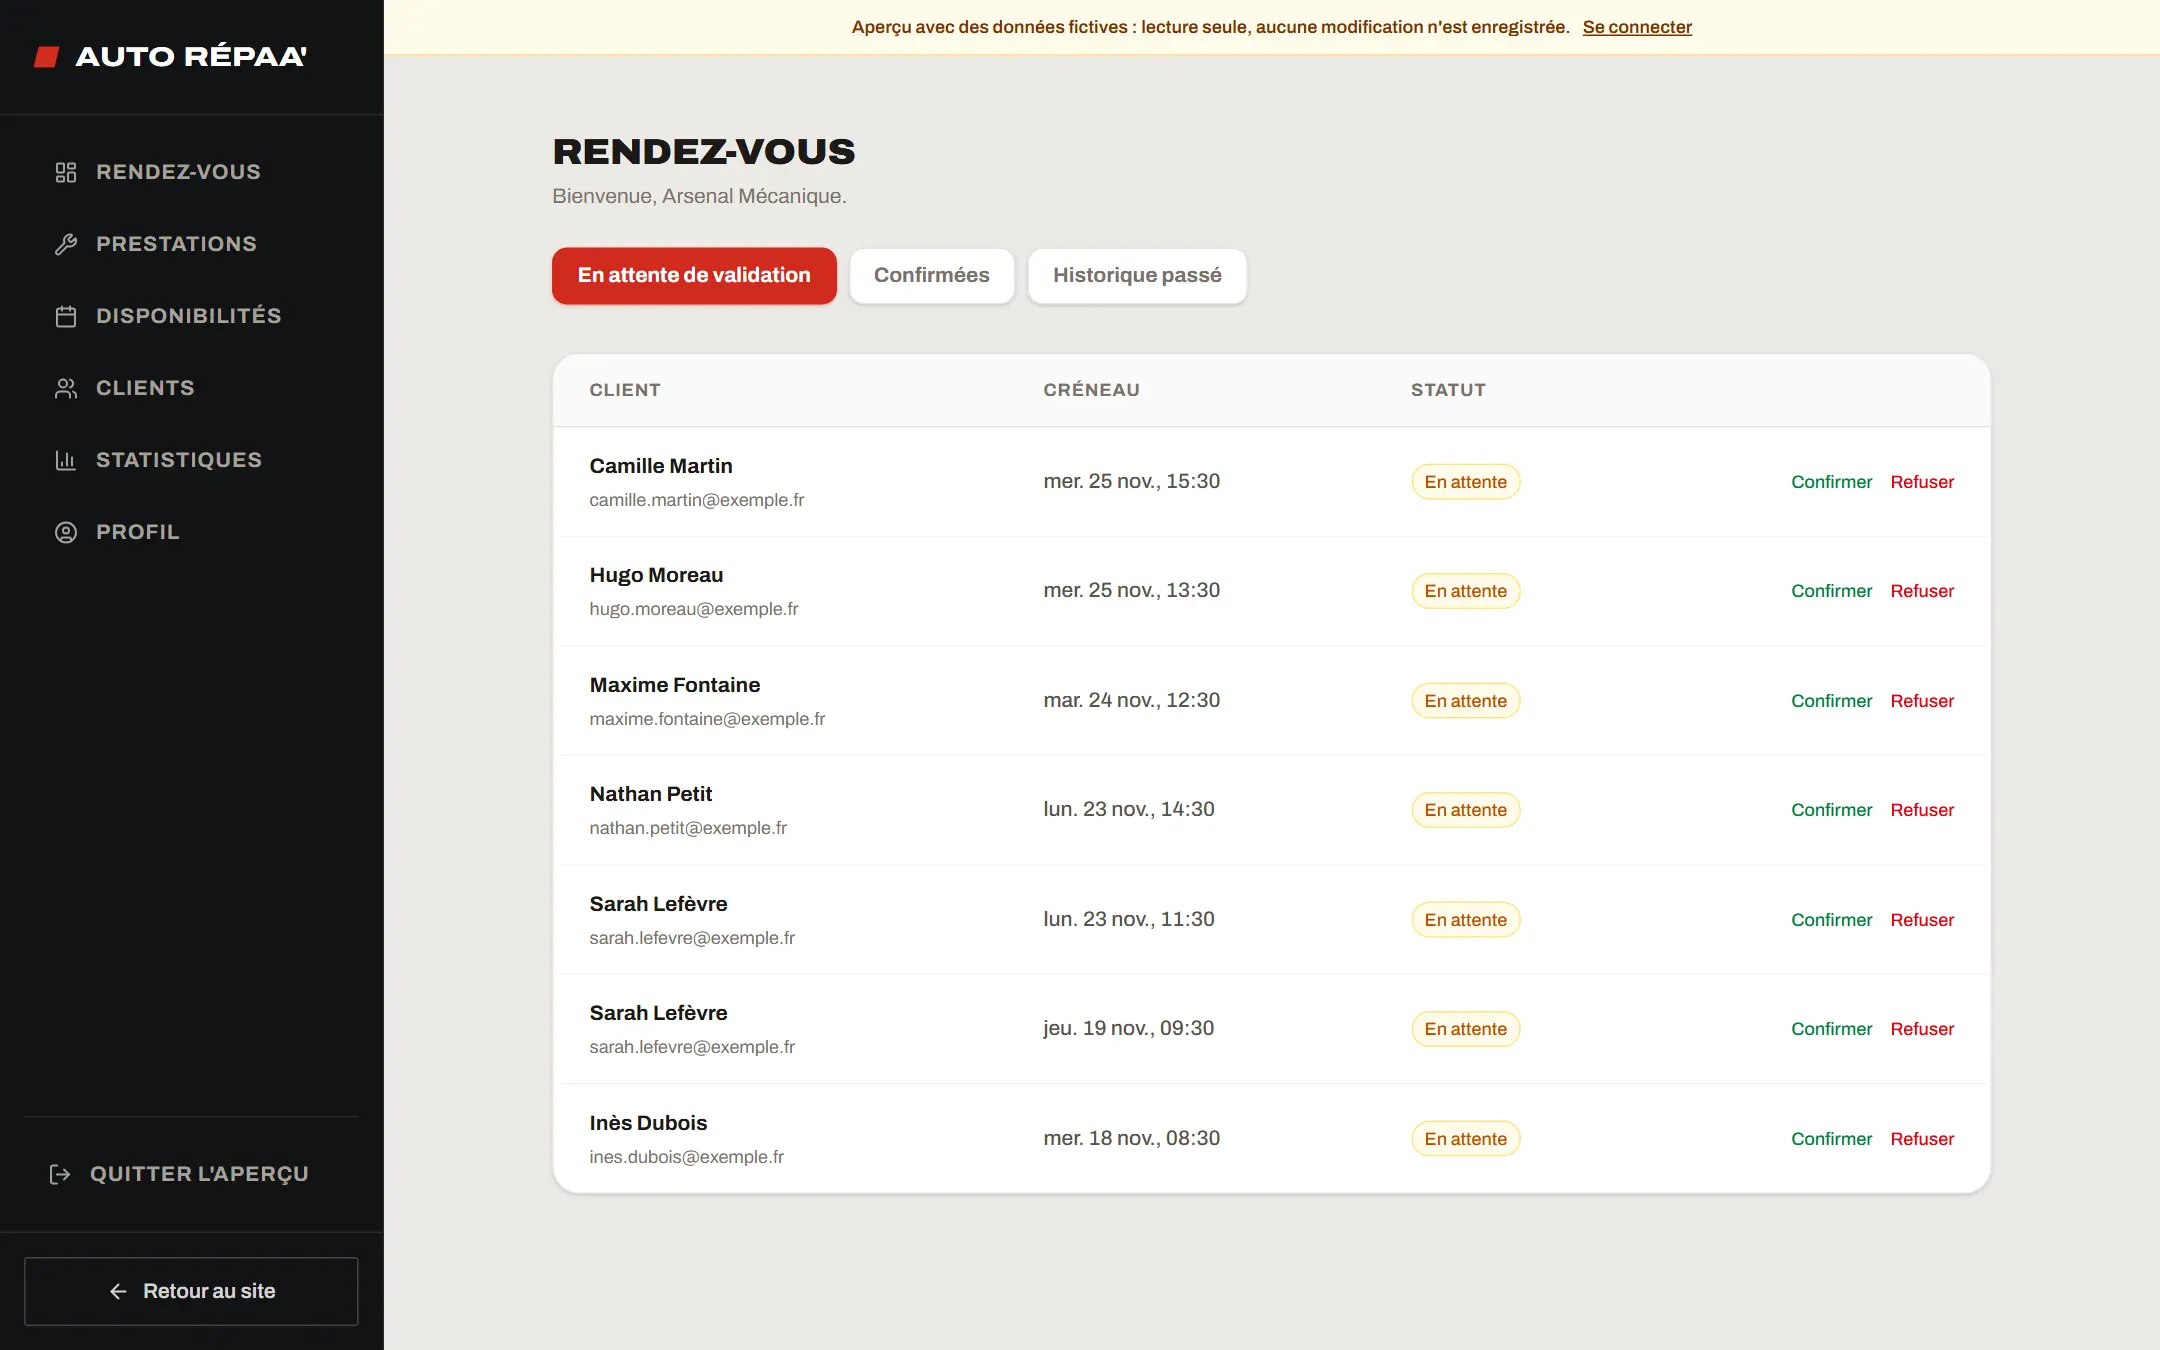 AUTO RÉPAA'
RENDEZ-VOUS
PRESTATIONS
DISPONIBILITÉS
CLIENTS
STATISTIQUES
PROFIL
QUITTER L'APERÇU
Retour au site
Aperçu avec des données fictives : lecture seule, aucune modification n'est enregistrée. Se connecter
RENDEZ-VOUS
Bienvenue, Arsenal Mécanique.
En attente de validation Confirmées Historique passé
CLIENT CRÉNEAU STATUT
Camille Martin
camille.martin@exemple.fr
mer. 25 nov., 15:30 En attente Confirmer Refuser
Hugo Moreau
hugo.moreau@exemple.fr
mer. 25 nov., 13:30 En attente Confirmer Refuser
Maxime Fontaine
maxime.fontaine@exemple.fr
mar. 24 nov., 12:30 En attente Confirmer Refuser
Nathan Petit
nathan.petit@exemple.fr
lun. 23 nov., 14:30 En attente Confirmer Refuser
Sarah Lefèvre
sarah.lefevre@exemple.fr
lun. 23 nov., 11:30 En attente Confirmer Refuser
Sarah Lefèvre
sarah.lefevre@exemple.fr
jeu. 19 nov., 09:30 En attente Confirmer Refuser
Inès Dubois
ines.dubois@exemple.fr
mer. 18 nov., 08:30 En attente Confirmer Refuser